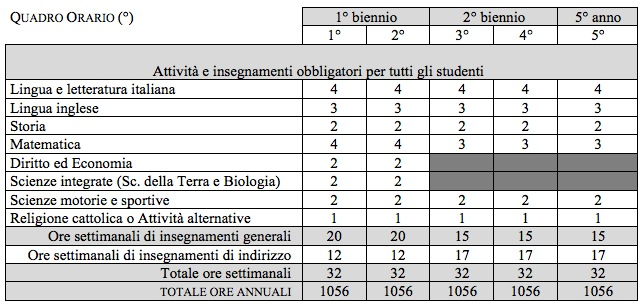 QUADRO ORARIO (°) 1° biennio 2° biennio 5° anno
1° 2° 3° 4° 5°
Attività e insegnamenti obbligatori per tutti gli studenti
Lingua e letteratura italiana 4 4 4 4 4
Lingua inglese 3 3 3 3 3
Storia 2 2 2 2 2
Matematica 4 4 3 3 3
Diritto ed Economia 2 2
Scienze integrate (Sc. della Terra e Biologia) 2 2
Scienze motorie e sportive 2 2 2 2 2
Religione cattolica o Attività alternative 1 1 1 1 1
Ore settimanali di insegnamenti generali 20 20 15 15 15
Ore settimanali di insegnamenti di indirizzo 12 12 17 17 17
Totale ore settimanali 32 32 32 32 32
TOTALE ORE ANNUALI 1056 1056 1056 1056 1056